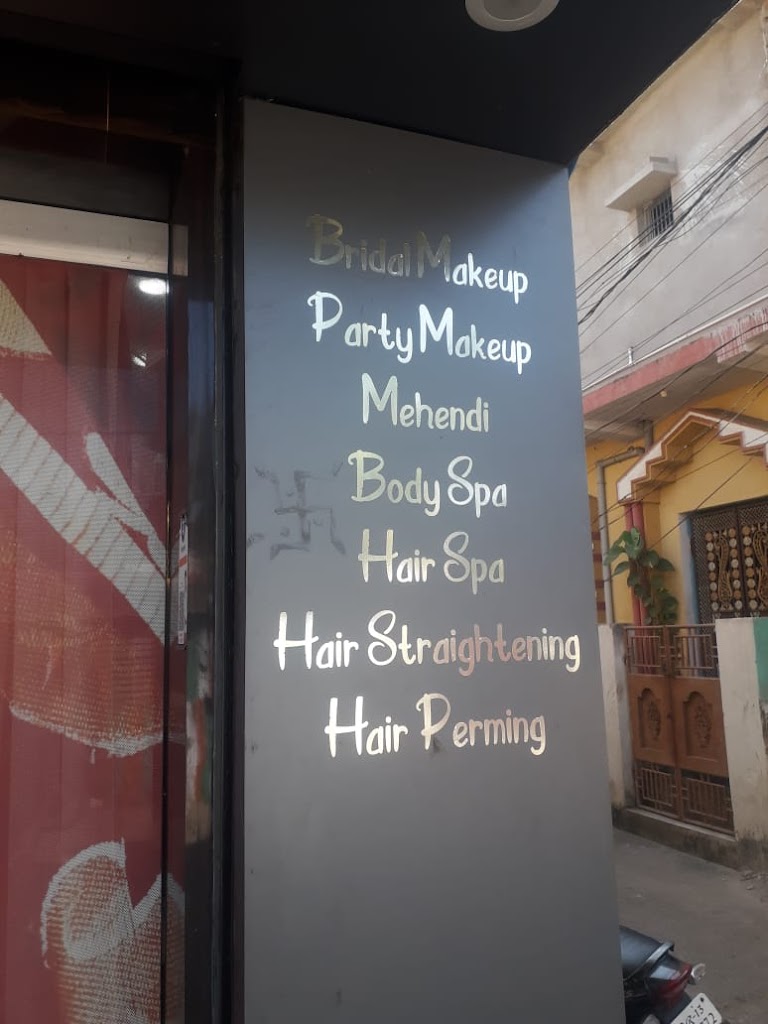 Bridal Makeup
Party Makeup
Mehendi
Body Spa
Hair Spa
Hair Straightening
Hair Perming